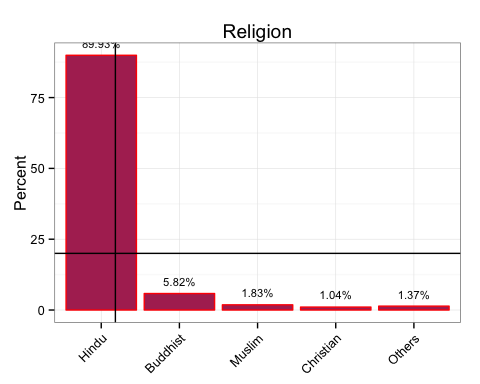 Religion
Percent
75
50
25
0
89.93%
5.82%
1.83%
1.04%
1.37%
Hindu
Buddhist
Muslim
Christian
Others